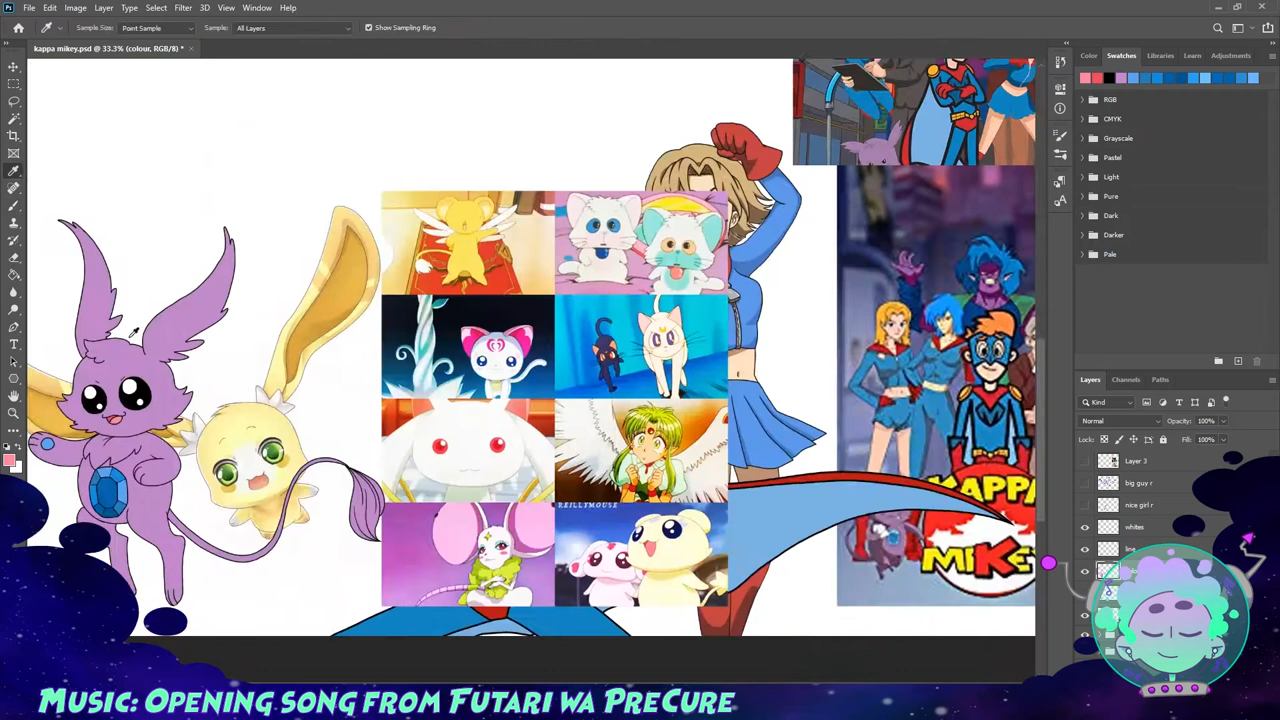 Ps File Edit Image Layer Type Select Filter 3D View Window Help
Sample Size: Point Sample Sample: All Layers Show Sampling Ring
kappa mikey.psd @ 33.3% (colour, RGB/8) *
Color Swatches Libraries Learn Adjustments
RGB
CMYK
Grayscale
Pastel
Light
Pure
Dark
Darker
Pale
REILLYMOUSE
KAPPA
MIKEY
Layers Channels Paths
Kind
Normal Opacity: 100%
Lock: Fill: 100%
Layer 3
big guy r
nice girl r
whites
line
Music: Opening song from Futari wa PreCure